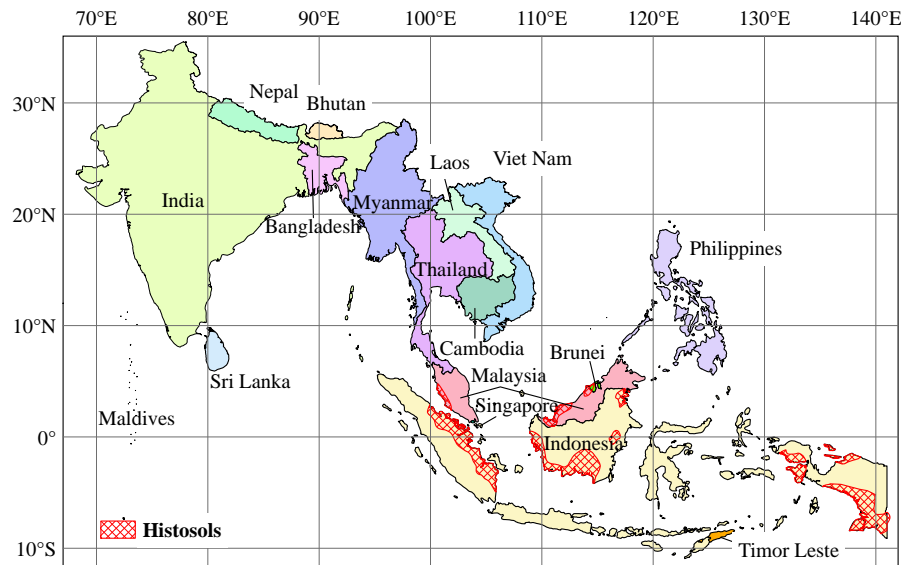 70°E 80°E 90°E 100°E 110°E 120°E 130°E 140°E
30°N
Nepal
Bhutan
Laos
Viet Nam
India
20°N
Myanmar
Bangladesh
Philippines
Thailand
10°N
Cambodia
Brunei
Sri Lanka
Malaysia
Maldives
Singapore
0°
Indonesia
Histosols
10°S
Timor Leste